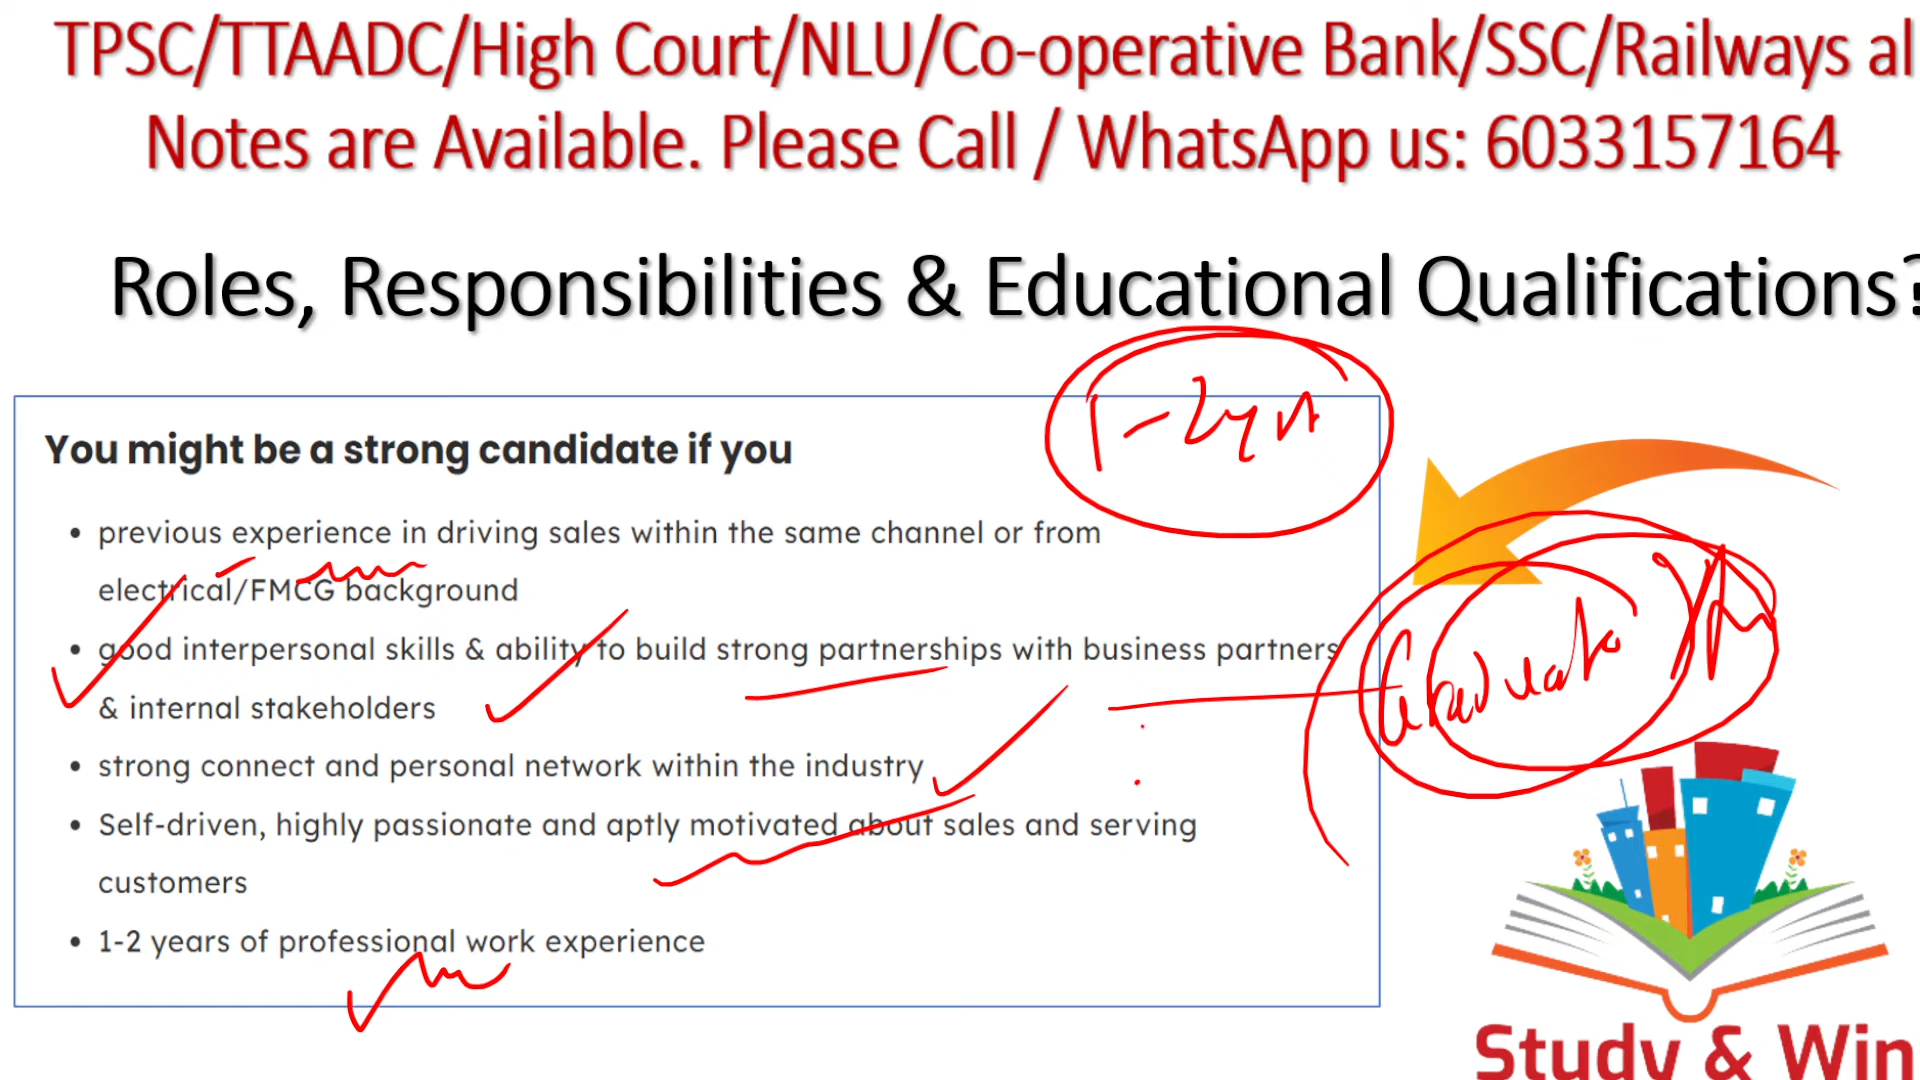 TPSC/TTAADC/High Court/NLU/Co-operative Bank/SSC/Railways al
Notes are Available. Please Call / WhatsApp us: 6033157164
Roles, Responsibilities & Educational Qualifications?
1-2yrs
You might be a strong candidate if you
• previous experience in driving sales within the same channel or from
electrical/FMCG background
• good interpersonal skills & ability to build strong partnerships with business partners
& internal stakeholders
Graduate
• strong connect and personal network within the industry
• Self-driven, highly passionate and aptly motivated about sales and serving
customers
• 1-2 years of professional work experience
Study & Win